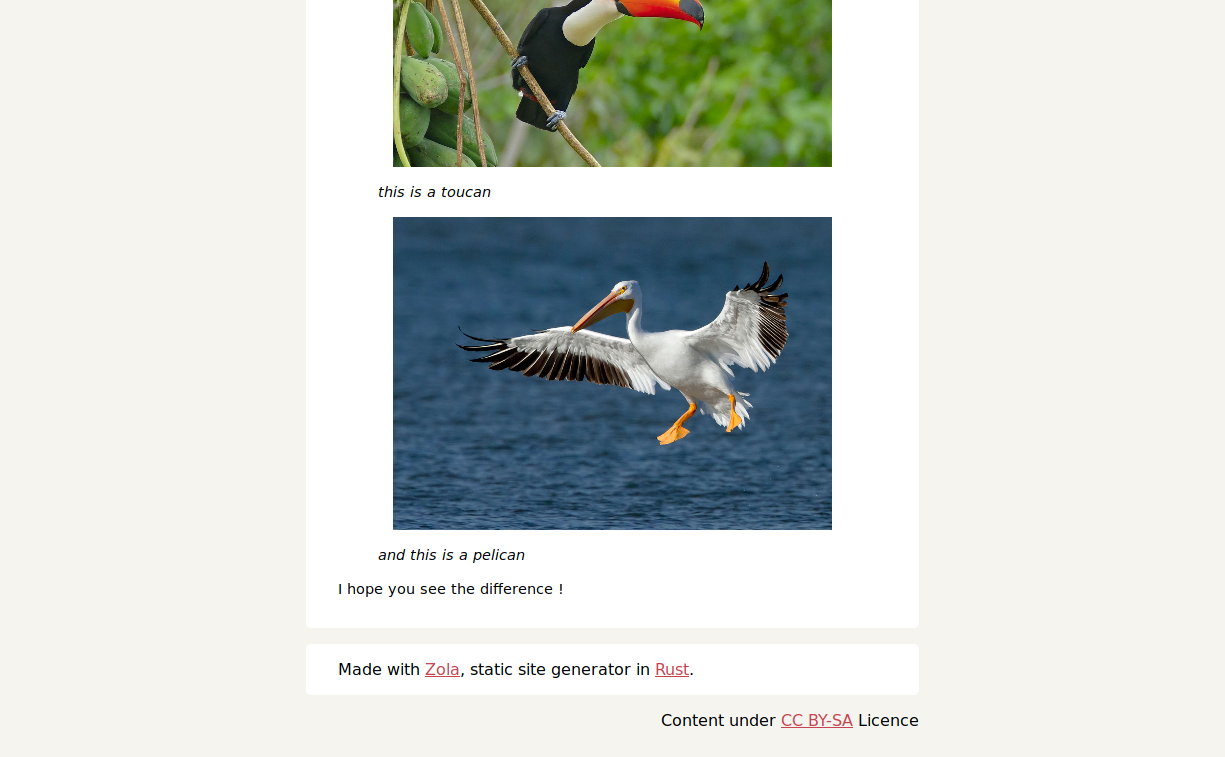 this is a toucan
and this is a pelican
I hope you see the difference !
Made with Zola, static site generator in Rust.
Content under CC BY-SA Licence